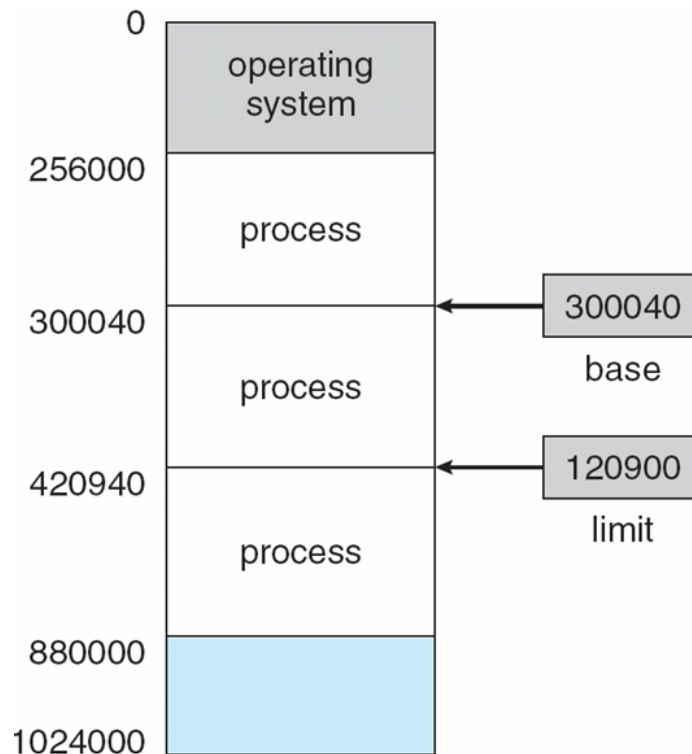 0
operating
system
256000
process
300040
300040
base
process
420940
120900
limit
process
880000
1024000